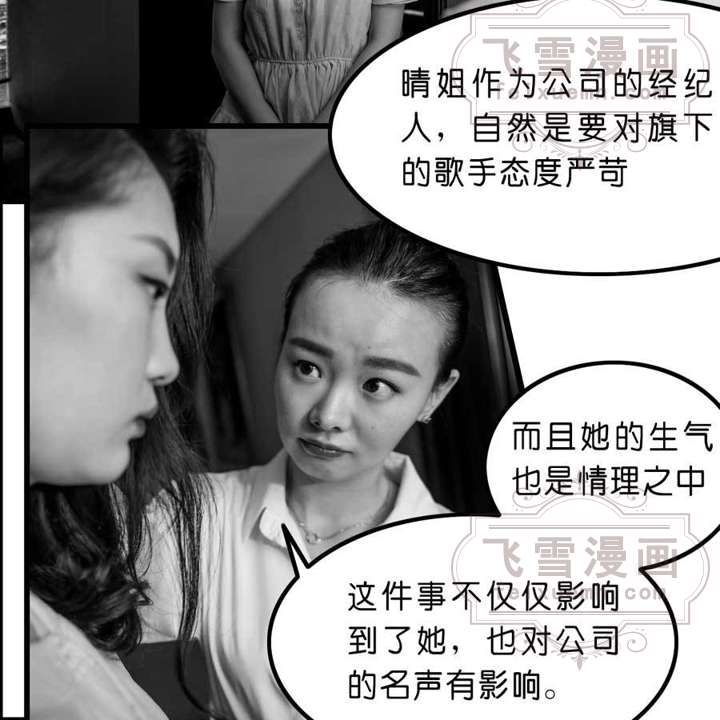 飞雪漫画
晴姐作为公司的经纪
人，自然是要对旗下
的歌手态度严苛
而且她的生气
也是情理之中
飞雪漫画
这件事不仅仅影响
到了她，也对公司
的名声有影响。